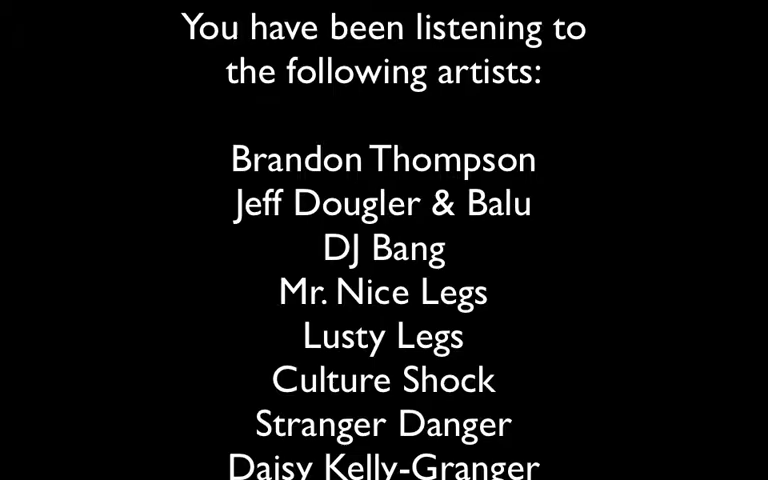 You have been listening to
the following artists:
Brandon Thompson
Jeff Dougler & Balu
DJ Bang
Mr. Nice Legs
Lusty Legs
Culture Shock
Stranger Danger
Daisy Kelly-Granger